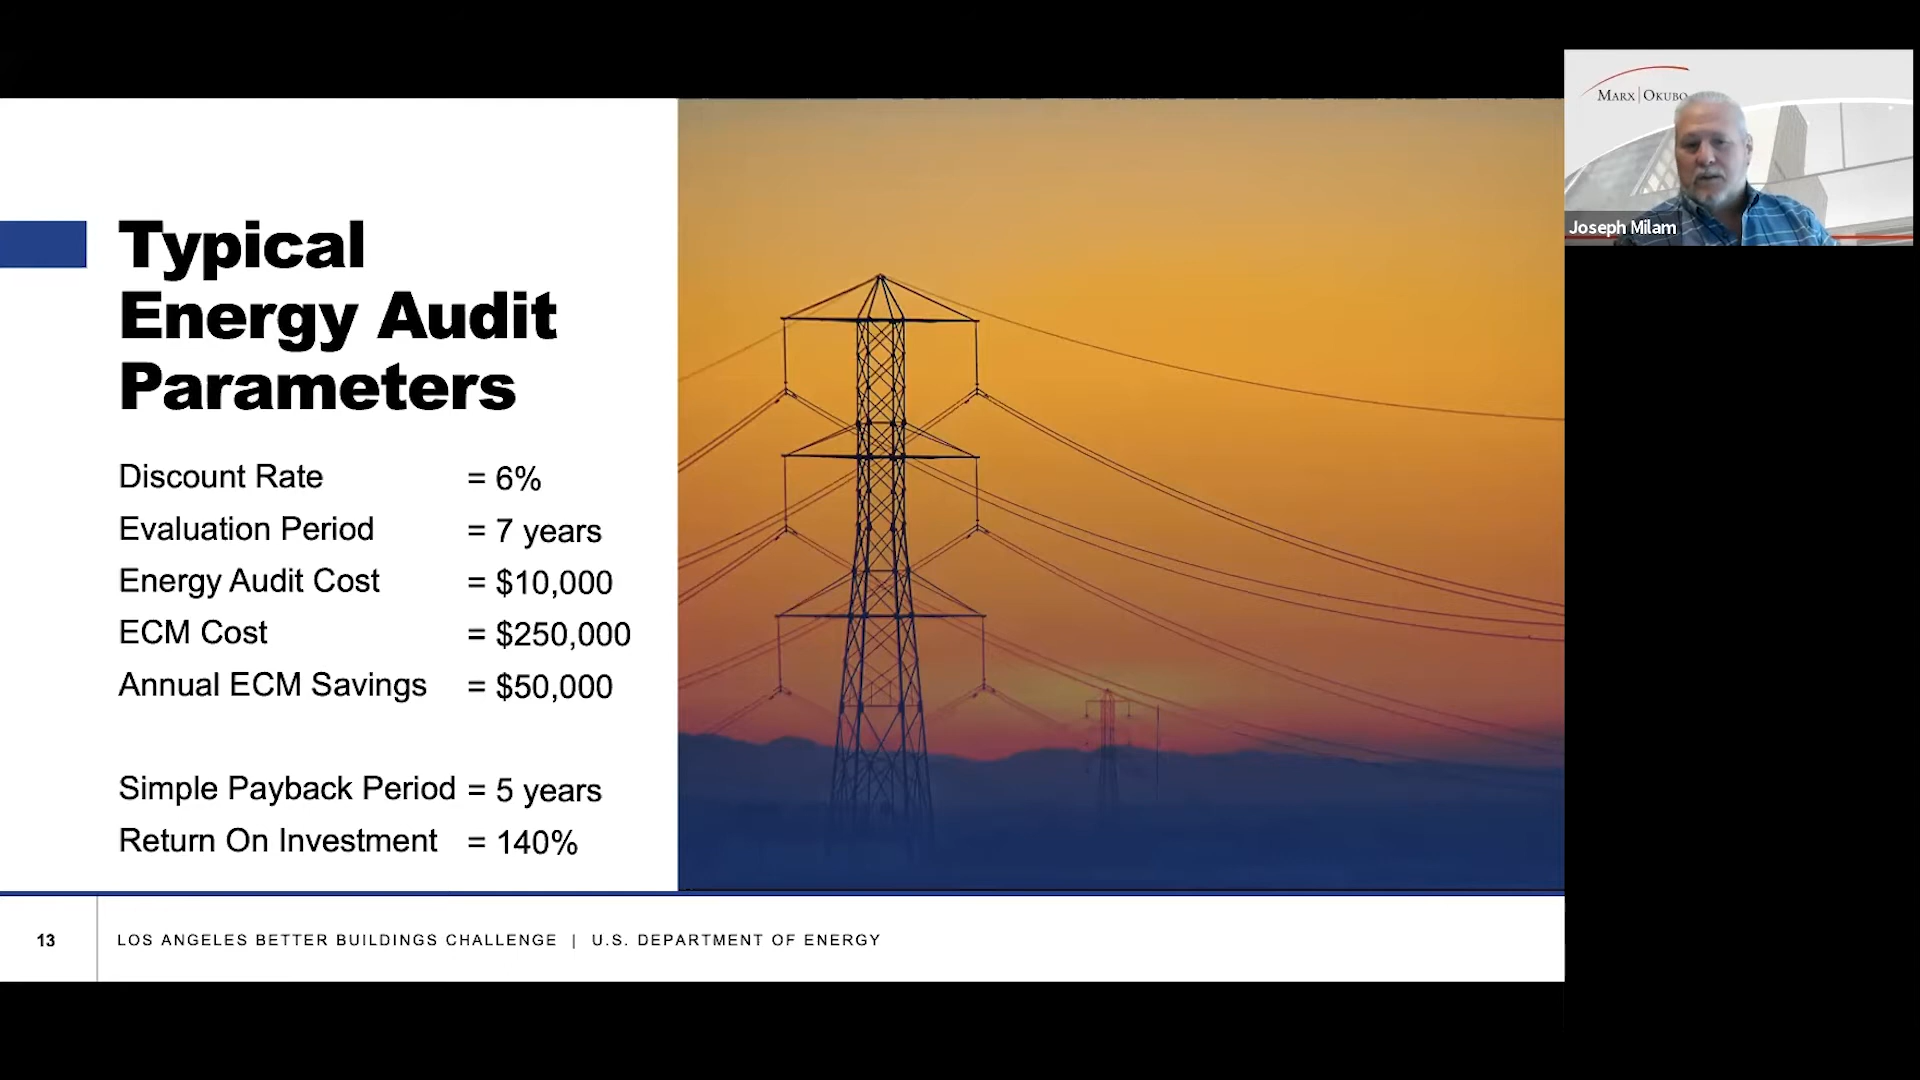 Typical
Energy Audit
Parameters
Discount Rate = 6%
Evaluation Period = 7 years
Energy Audit Cost = $10,000
ECM Cost = $250,000
Annual ECM Savings = $50,000
Simple Payback Period = 5 years
Return On Investment = 140%
13 LOS ANGELES BETTER BUILDINGS CHALLENGE | U.S. DEPARTMENT OF ENERGY
MARX | OKUBO
Joseph Milam